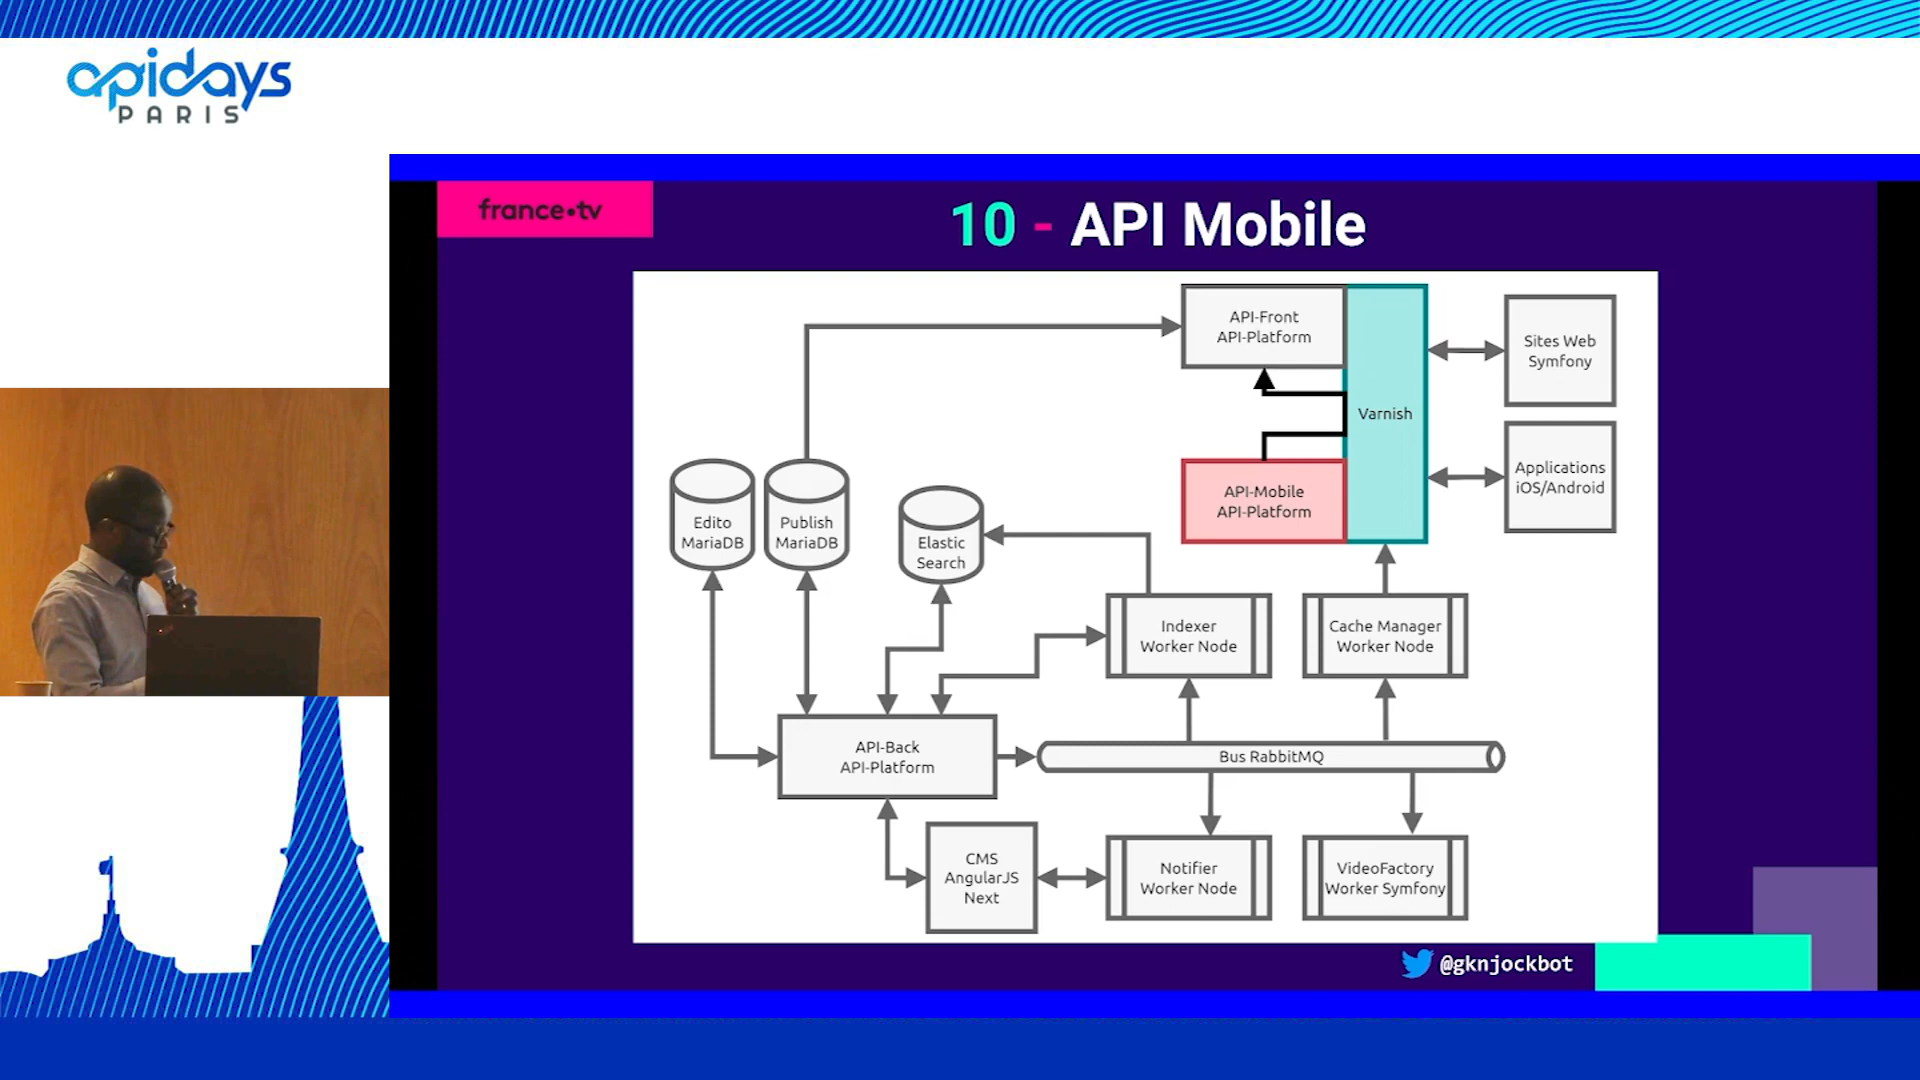 apidays
PARIS
france•tv
10 - API Mobile
API-Front
API-Platform
Varnish
Sites Web
Symfony
Applications
iOS/Android
API-Mobile
API-Platform
Edito
MariaDB
Publish
MariaDB
Elastic
Search
Indexer
Worker Node
Cache Manager
Worker Node
API-Back
API-Platform
Bus RabbitMQ
CMS
AngularJS
Next
Notifier
Worker Node
VideoFactory
Worker Symfony
@gknjockbot